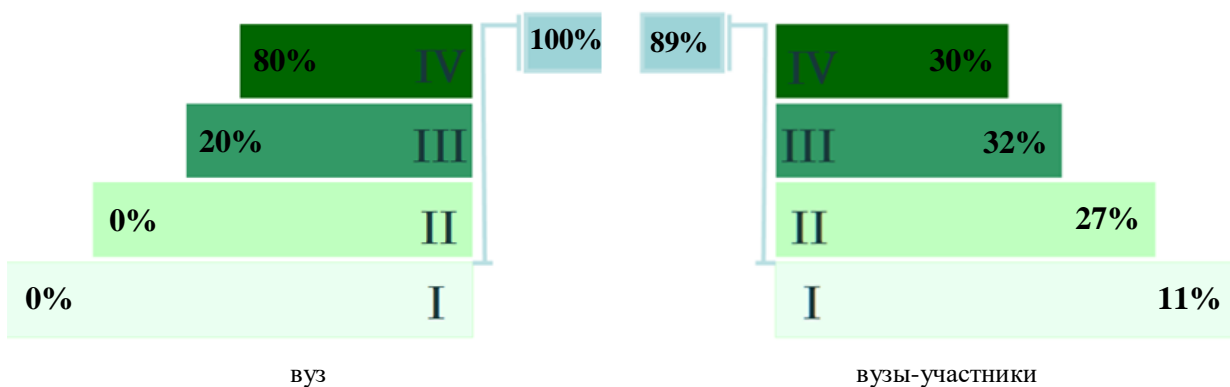 100% 89%
80% IV IV 30%
20% III III 32%
0% II II 27%
0% I I 11%
вуз вузы-участники